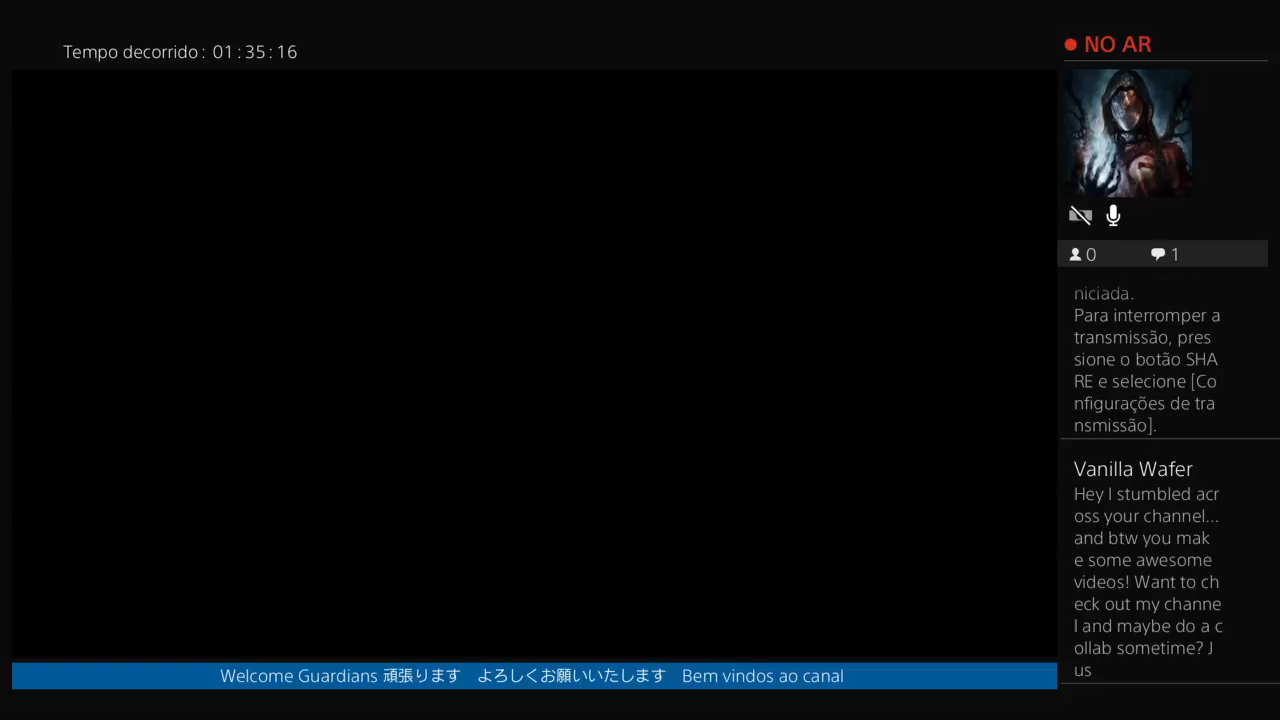 Tempo decorrido : 01 : 35 : 16
NO AR
0 1
niciada.
Para interromper a
transmissão, pres
sione o botão SHA
RE e selecione [Co
nfigurações de tra
nsmissão].
Vanilla Wafer
Hey I stumbled acr
oss your channel...
and btw you mak
e some awesome
videos! Want to ch
eck out my channe
l and maybe do a c
ollab sometime? J
us
Welcome Guardians 頑張ります　よろしくお願いいたします　Bem vindos ao canal